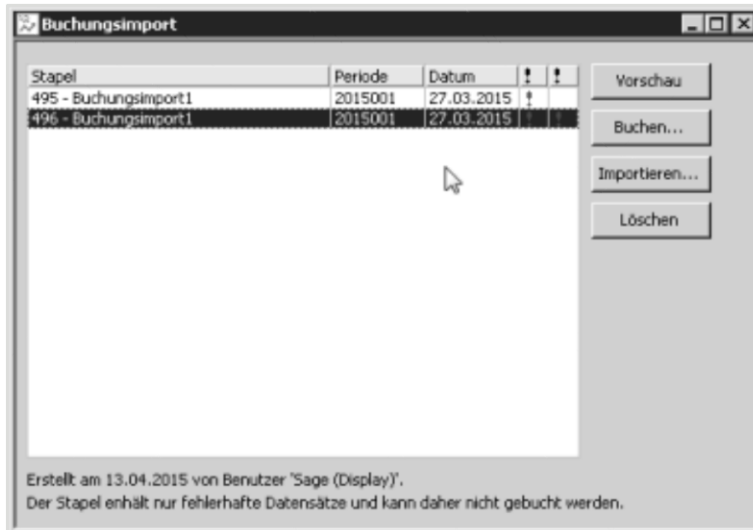 Buchungsimport
Stapel Periode Datum ! !
495 - Buchungsimport1 2015001 27.03.2015 !
496 - Buchungsimport1 2015001 27.03.2015 ! !
Vorschau
Buchen...
Importieren...
Löschen
Erstellt am 13.04.2015 von Benutzer 'Sage (Display)'.
Der Stapel enhält nur fehlerhafte Datensätze und kann daher nicht gebucht werden.